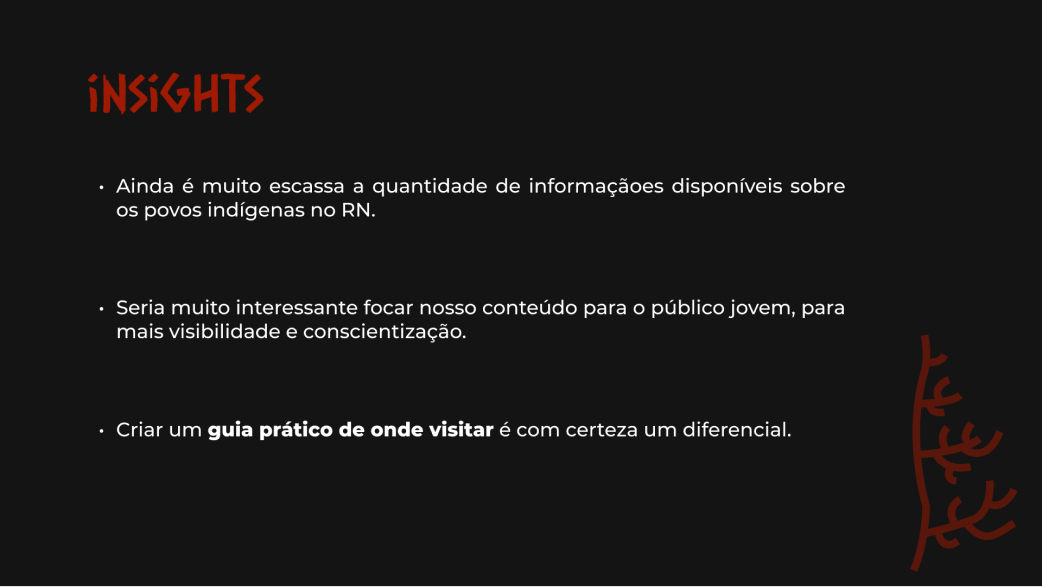 iNSiGHTS
• Ainda é muito escassa a quantidade de informaçãoes disponíveis sobre
os povos indígenas no RN.
• Seria muito interessante focar nosso conteúdo para o público jovem, para
mais visibilidade e conscientização.
• Criar um guia prático de onde visitar é com certeza um diferencial.